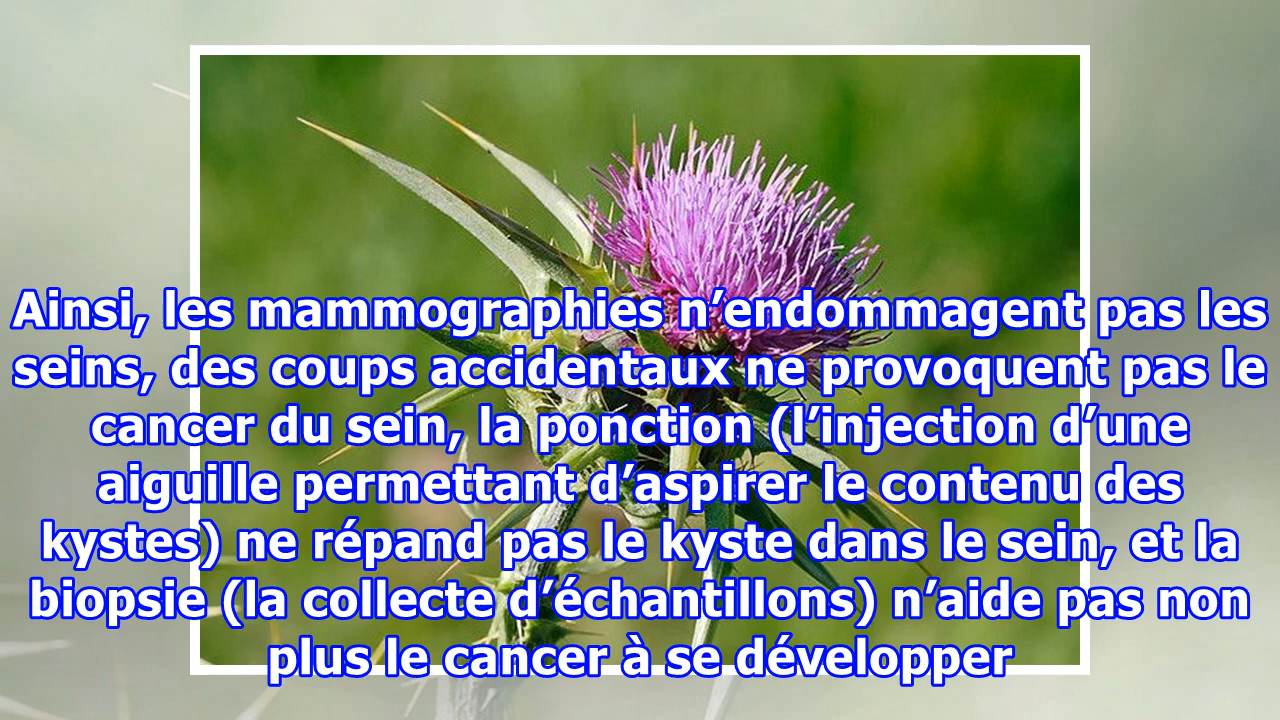 Ainsi, les mammographies n’endommagent pas les
seins, des coups accidentaux ne provoquent pas le
cancer du sein, la ponction (l’injection d’une
aiguille permettant d’aspirer le contenu des
kystes) ne répand pas le kyste dans le sein, et la
biopsie (la collecte d’échantillons) n’aide pas non
plus le cancer à se développer